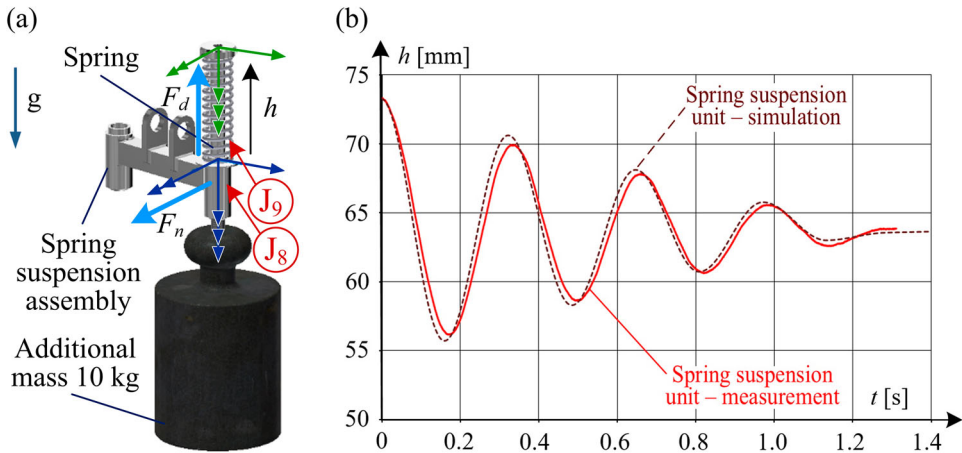 (a)
Spring
g
F_d
h
J_9
F_n
J_8
Spring
suspension
assembly
Additional
mass 10 kg
(b)
h [mm]
75
70
65
60
55
50
Spring suspension
unit – simulation
Spring suspension
unit – measurement
t [s]
0
0.2
0.4
0.6
0.8
1.0
1.2
1.4